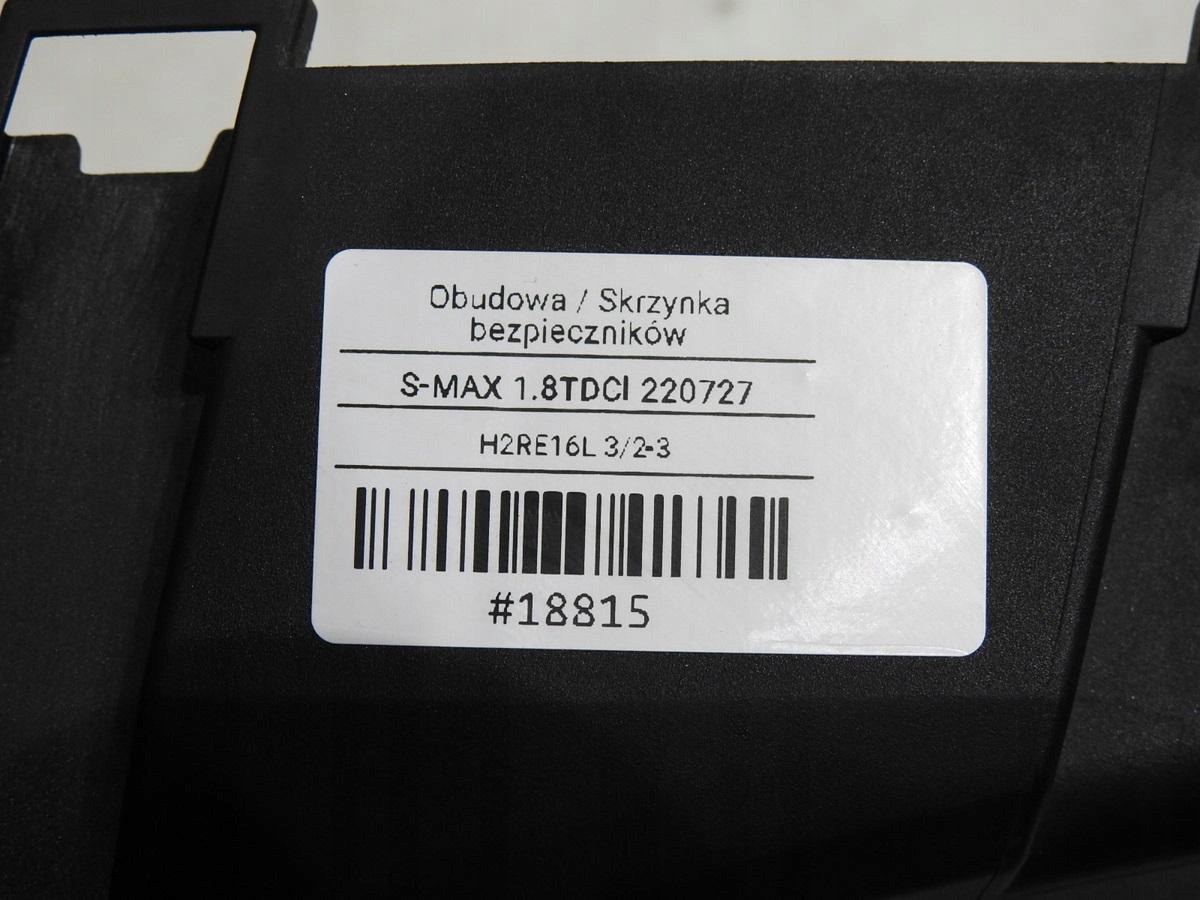 Obudowa / Skrzynka
bezpieczników
S-MAX 1.8TDCI 220727
H2RE16L 3/2-3
#18815